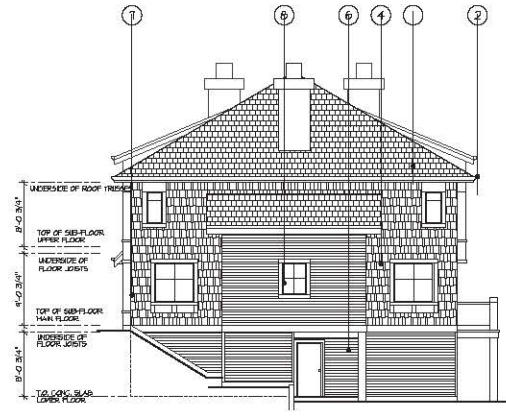 7 8 6 4 1 2
UNDERSIDE OF ROOF TRUSSES
8'-0 3/4"
TOP OF SUB-FLOOR
UPPER FLOOR
UNDERSIDE OF
FLOOR JOISTS
9'-0 3/4"
TOP OF SUB-FLOOR
MAIN FLOOR
UNDERSIDE OF
FLOOR JOISTS
8'-0 3/4"
T.O. CONC. SLAB
LOWER FLOOR